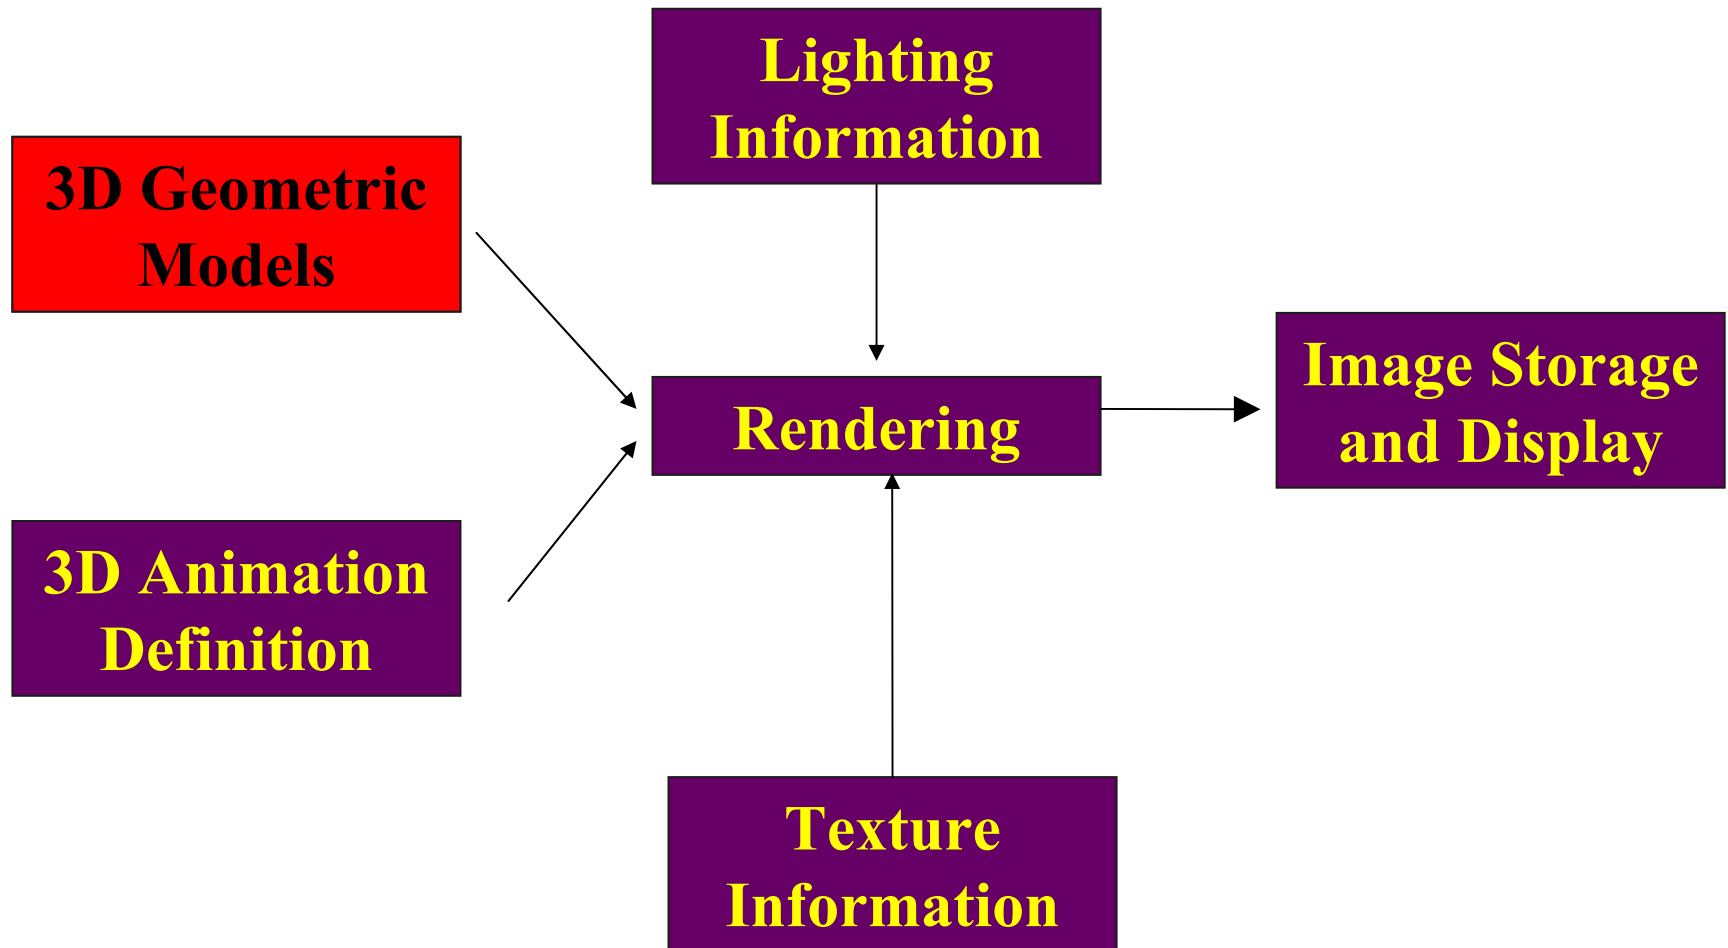 Lighting
Information
3D Geometric
Models
Rendering
Image Storage
and Display
3D Animation
Definition
Texture
Information